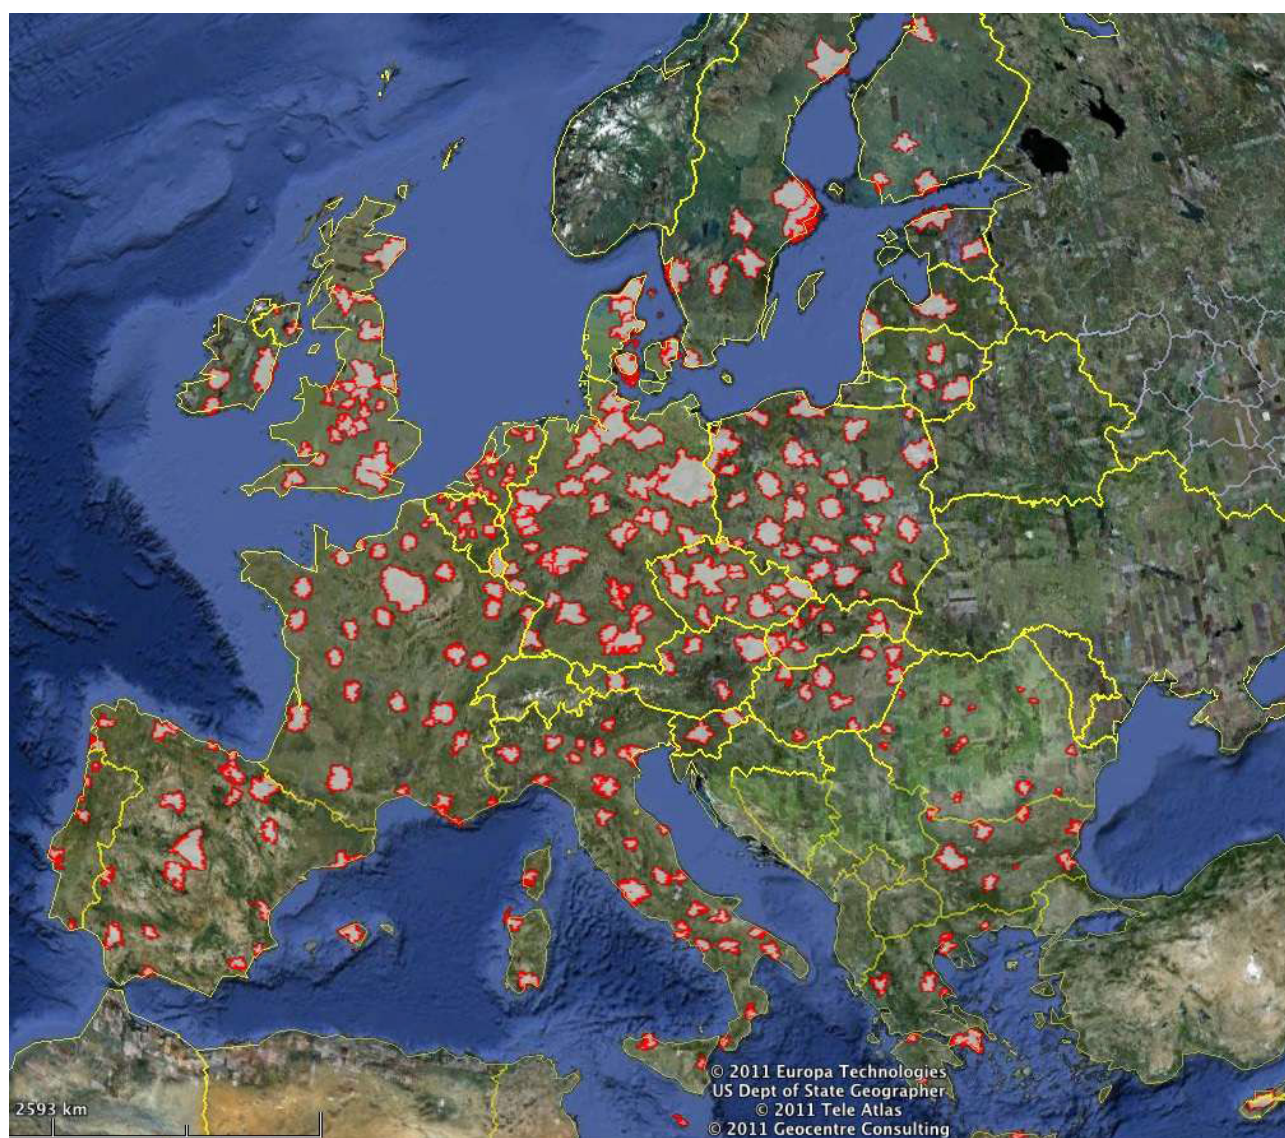 © 2011 Europa Technologies
US Dept of State Geographer
© 2011 Tele Atlas
2593 km
© 2011 Geocentre Consulting